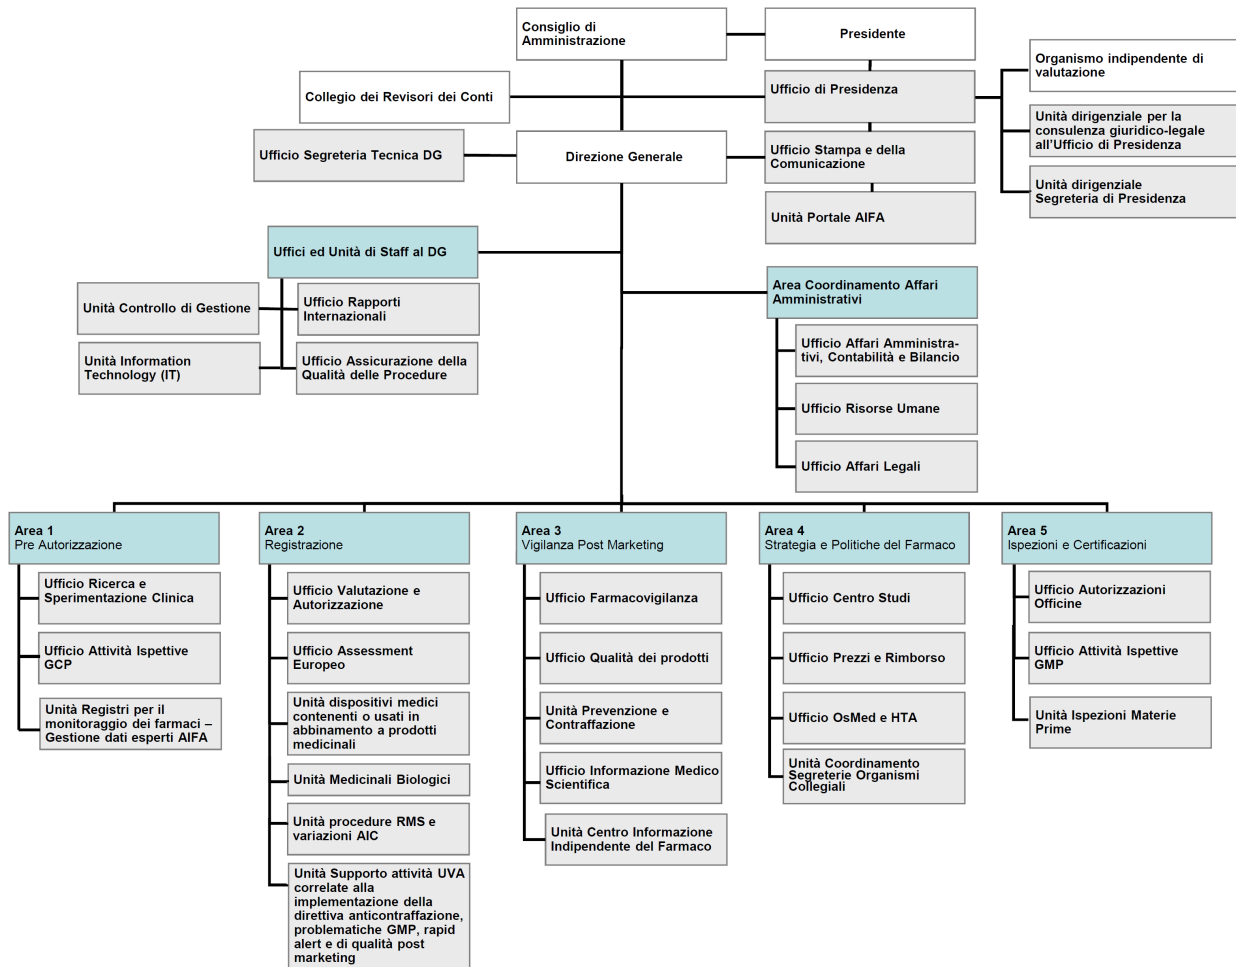 Consiglio di
Amministrazione
Presidente
Organismo indipendente di
valutazione
Collegio dei Revisori dei Conti
Ufficio di Presidenza
Unità dirigenziale per la
consulenza giuridico-legale
all'Ufficio di Presidenza
Ufficio Segreteria Tecnica DG
Direzione Generale
Ufficio Stampa e della
Comunicazione
Unità dirigenziale
Segreteria di Presidenza
Unità Portale AIFA
Uffici ed Unità di Staff al DG
Unità Controllo di Gestione
Ufficio Rapporti
Internazionali
Unità Information
Technology (IT)
Ufficio Assicurazione della
Qualità delle Procedure
Area Coordinamento Affari
Amministrativi
Ufficio Affari Amministra-
tivi, Contabilità e Bilancio
Ufficio Risorse Umane
Ufficio Affari Legali
Area 1
Pre Autorizzazione
Ufficio Ricerca e
Sperimentazione Clinica
Ufficio Attività Ispettive
GCP
Unità Registri per il
monitoraggio dei farmaci –
Gestione dati esperti AIFA
Area 2
Registrazione
Ufficio Valutazione e
Autorizzazione
Ufficio Assessment
Europeo
Unità dispositivi medici
contenenti o usati in
abbinamento a prodotti
medicinali
Unità Medicinali Biologici
Unità procedure RMS e
variazioni AIC
Unità Supporto attività UVA
correlate alla
implementazione della
direttiva anticontraffazione,
problematiche GMP, rapid
alert e di qualità post
marketing
Area 3
Vigilanza Post Marketing
Ufficio Farmacovigilanza
Ufficio Qualità dei prodotti
Unità Prevenzione e
Contraffazione
Ufficio Informazione Medico
Scientifica
Unità Centro Informazione
Indipendente del Farmaco
Area 4
Strategia e Politiche del Farmaco
Ufficio Centro Studi
Ufficio Prezzi e Rimborso
Ufficio OsMed e HTA
Unità Coordinamento
Segreterie Organismi
Collegiali
Area 5
Ispezioni e Certificazioni
Ufficio Autorizzazioni
Officine
Ufficio Attività Ispettive
GMP
Unità Ispezioni Materie
Prime